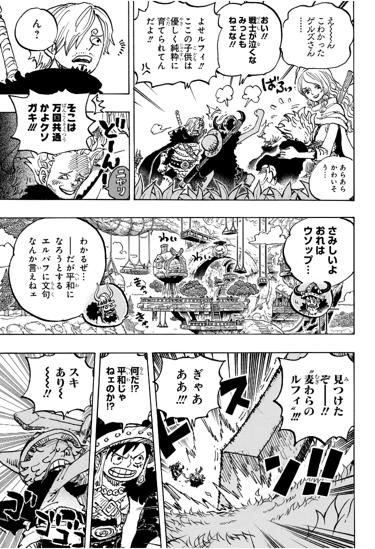 え〜〜〜ん
こわかった
ゲルズさん
おい!!
戦士が泣くな
みっとも
ねェな!!
よせルフィ!!
ここの子供は
優しく純粋に
育てられてん
だよ!!
あらあら
かわいそ
う…
ばふっ
ん?
そこは
万国共通
かよクソ
ガキ!!!
ど〜ん
ニヤリ
さみしいよ
おれは
ウソップ…
わいわい
わかるぜ…
——だが平和に
なろうとする
エルバフに文句
なんか言えねェ
見つけた
ぞ——!!
"麦わらの
ルフィ"!!!
ぎゃあ
ああ!!!
何だ!?
平和じゃ
ねェのか!?
スキ
あり〜〜!